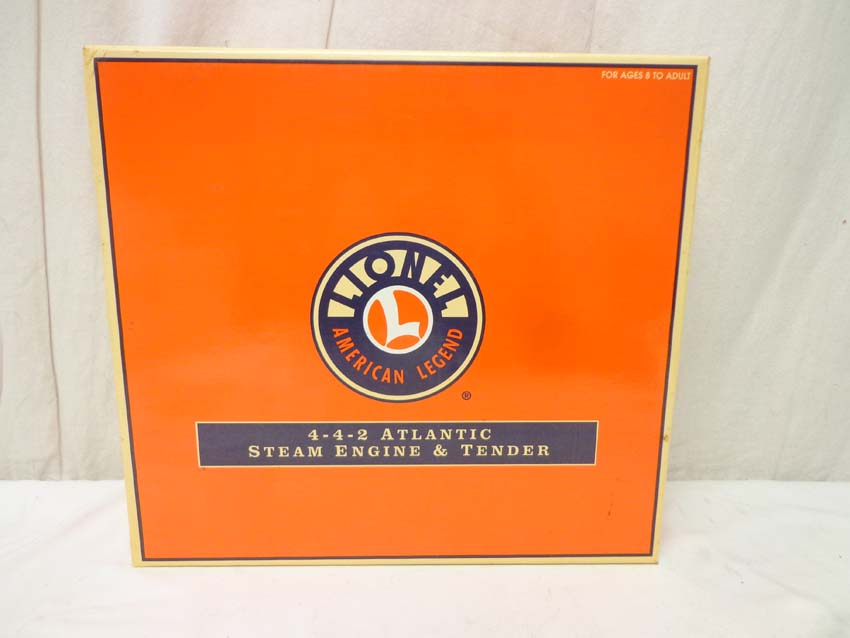 FOR AGES 8 TO ADULT
LIONEL
L
AMERICAN LEGEND
®
4-4-2 ATLANTIC
STEAM ENGINE & TENDER